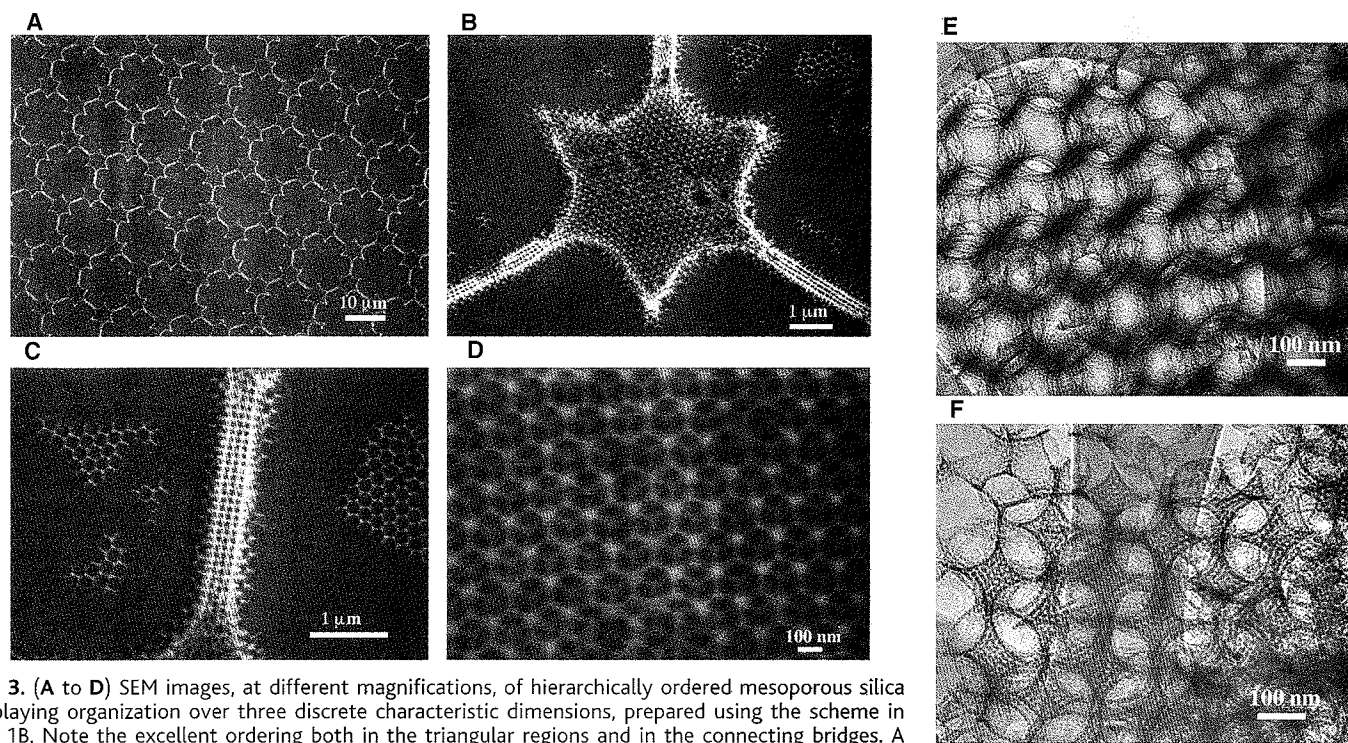 A
B
E
10 µm
1 µm
100 nm
C
D
F
1 µm
100 nm
100 nm
3. (A to D) SEM images, at different magnifications, of hierarchically ordered mesoporous silica
playing organization over three discrete characteristic dimensions, prepared using the scheme in
1B. Note the excellent ordering both in the triangular regions and in the connecting bridges. A